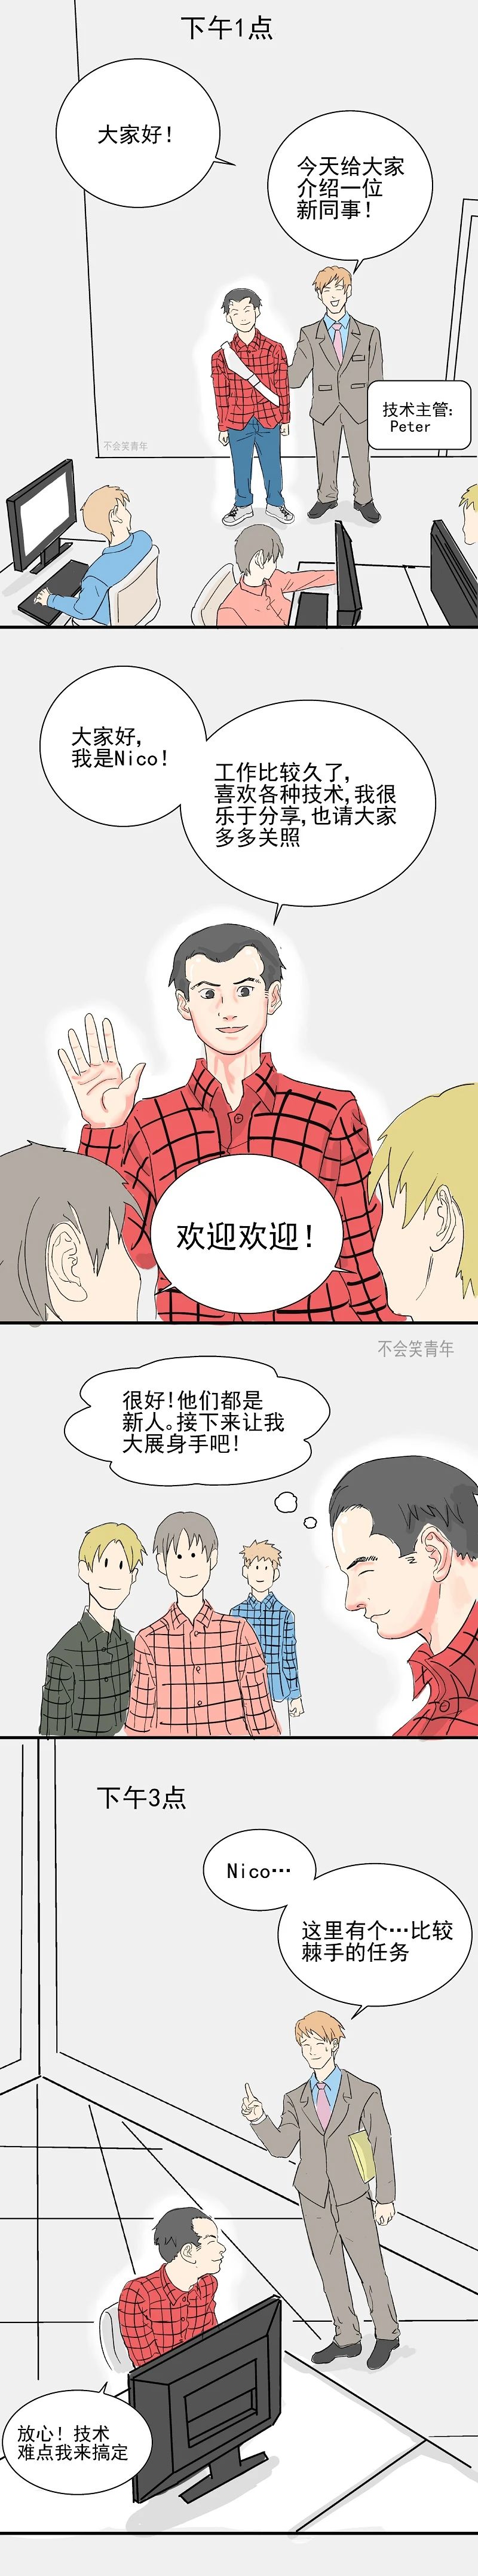 下午1点
大家好！
今天给大家
介绍一位
新同事！
技术主管:
Peter
不会笑青年
大家好，
我是Nico！
工作比较久了，
喜欢各种技术，我很
乐于分享，也请大家
多多关照
欢迎欢迎！
不会笑青年
很好！他们都是
新人。接下来让我
大展身手吧！
下午3点
Nico…
这里有个…比较
棘手的任务
放心！技术
难点我来搞定